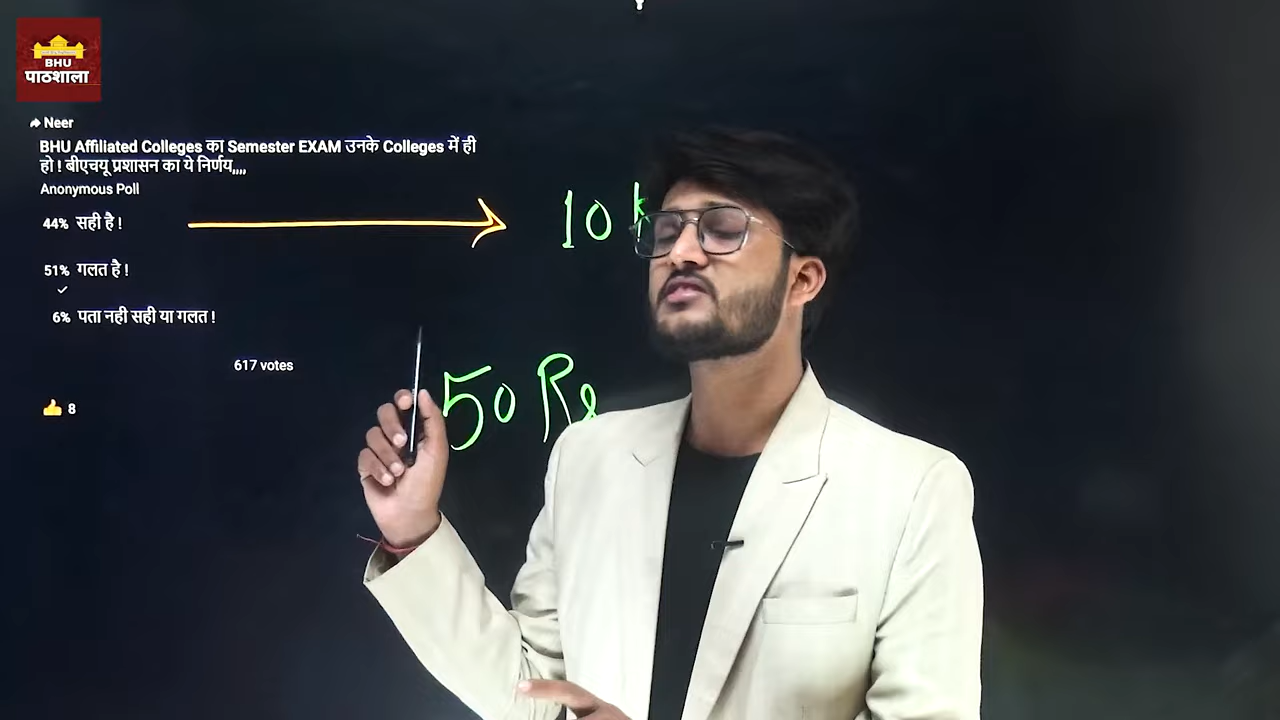 BHU
पाठशाला
Neer
BHU Affiliated Colleges का Semester EXAM उनके Colleges में ही
हो ! बीएचयू प्रशासन का ये निर्णय,,,,
Anonymous Poll
44% सही है !
10 k
51% गलत है !
6% पता नही सही या गलत !
617 votes
50 Rs
8